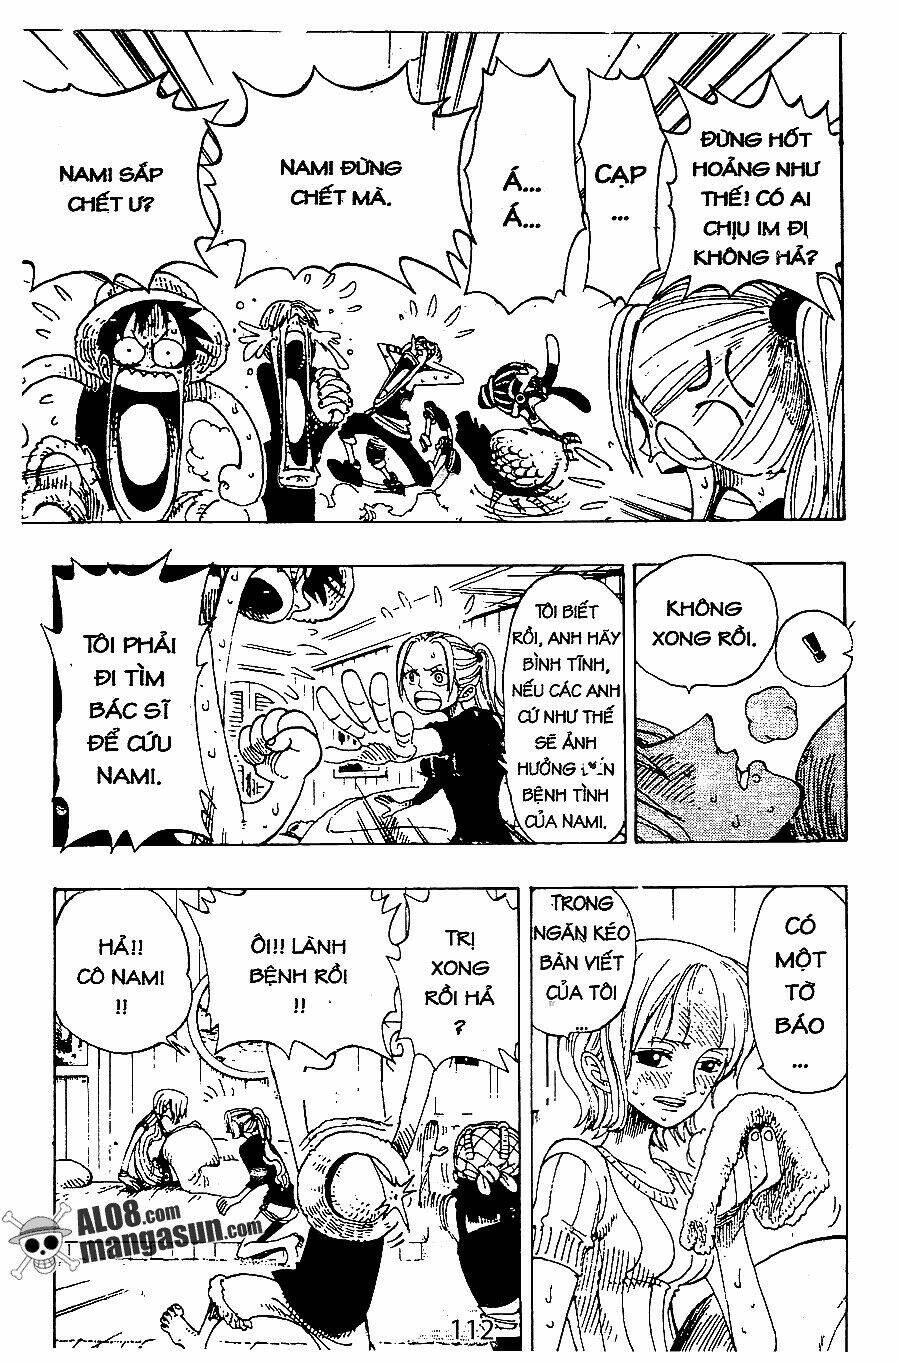 ĐỪNG HỐT
HOẢNG NHƯ
THẾ! CÓ AI
CHỊU IM ĐI
KHÔNG HẢ?
CẠP
...
Á...
Á...
NAMI ĐỪNG
CHẾT MÀ.
NAMI SẮP
CHẾT Ư?
KHÔNG
XONG RỒI.
!
TÔI BIẾT
RỒI, ANH HÃY
BÌNH TĨNH,
NẾU CÁC ANH
CỨ NHƯ THẾ
SẼ ẢNH
HƯỞNG
BỆNH TÌNH
CỦA NAMI.
TÔI PHẢI
ĐI TÌM
BÁC SĨ
ĐỂ CỨU
NAMI.
CÓ
MỘT
TỜ
BÁO
...
TRONG
NGĂN KÉO
BÀN VIẾT
CỦA TÔI
...
TRỊ
XONG
RỒI HẢ
?
ÔI!! LÀNH
BỆNH RỒI
!!
HẢ!!
CÔ NAMI
!!
ALO8.com
mangasun.com
112